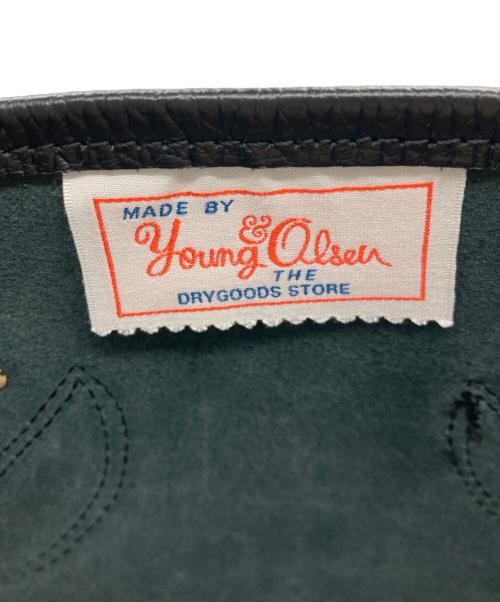 MADE BY
Young & Olsen
THE
DRYGOODS STORE